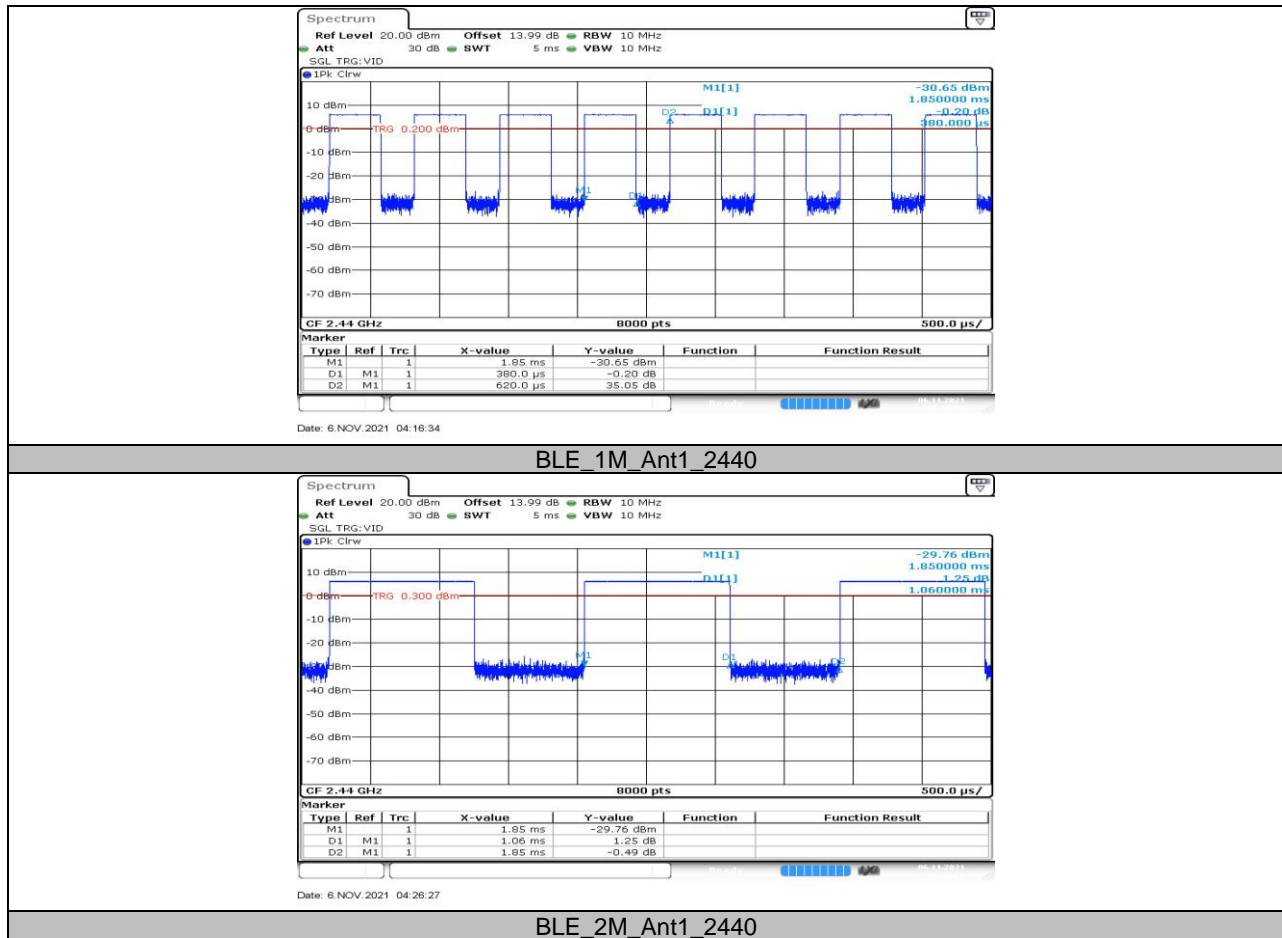 Spectrum
Ref Level 20.00 dBm Offset 13.99 dB RBW 10 MHz
Att 30 dB SWT 5 ms VBW 10 MHz
SGL TRG:VID
1Pk Clrw
M1[1] -30.65 dBm
1.850000 ms
10 dBm
D2 D1[1] -0.20 dB
380.000 µs
0 dBm TRG 0.200 dBm
-10 dBm
-20 dBm
M1 D1
dBm
-40 dBm
-50 dBm
-60 dBm
-70 dBm
CF 2.44 GHz 8000 pts 500.0 µs/
Marker
Type Ref Trc X-value Y-value Function Function Result
M1 1 1.85 ms -30.65 dBm
D1 M1 1 380.0 µs -0.20 dB
D2 M1 1 620.0 µs 35.05 dB
Date: 6.NOV.2021 04:16:34
BLE_1M_Ant1_2440
Spectrum
Ref Level 20.00 dBm Offset 13.99 dB RBW 10 MHz
Att 30 dB SWT 5 ms VBW 10 MHz
SGL TRG:VID
1Pk Clrw
M1[1] -29.76 dBm
1.850000 ms
10 dBm
D1[1] 1.25 dB
1.060000 ms
0 dBm TRG 0.300 dBm
-10 dBm
-20 dBm
M1 D1 D2
dBm
-40 dBm
-50 dBm
-60 dBm
-70 dBm
CF 2.44 GHz 8000 pts 500.0 µs/
Marker
Type Ref Trc X-value Y-value Function Function Result
M1 1 1.85 ms -29.76 dBm
D1 M1 1 1.06 ms 1.25 dB
D2 M1 1 1.85 ms -0.49 dB
Date: 6.NOV.2021 04:26:27
BLE_2M_Ant1_2440